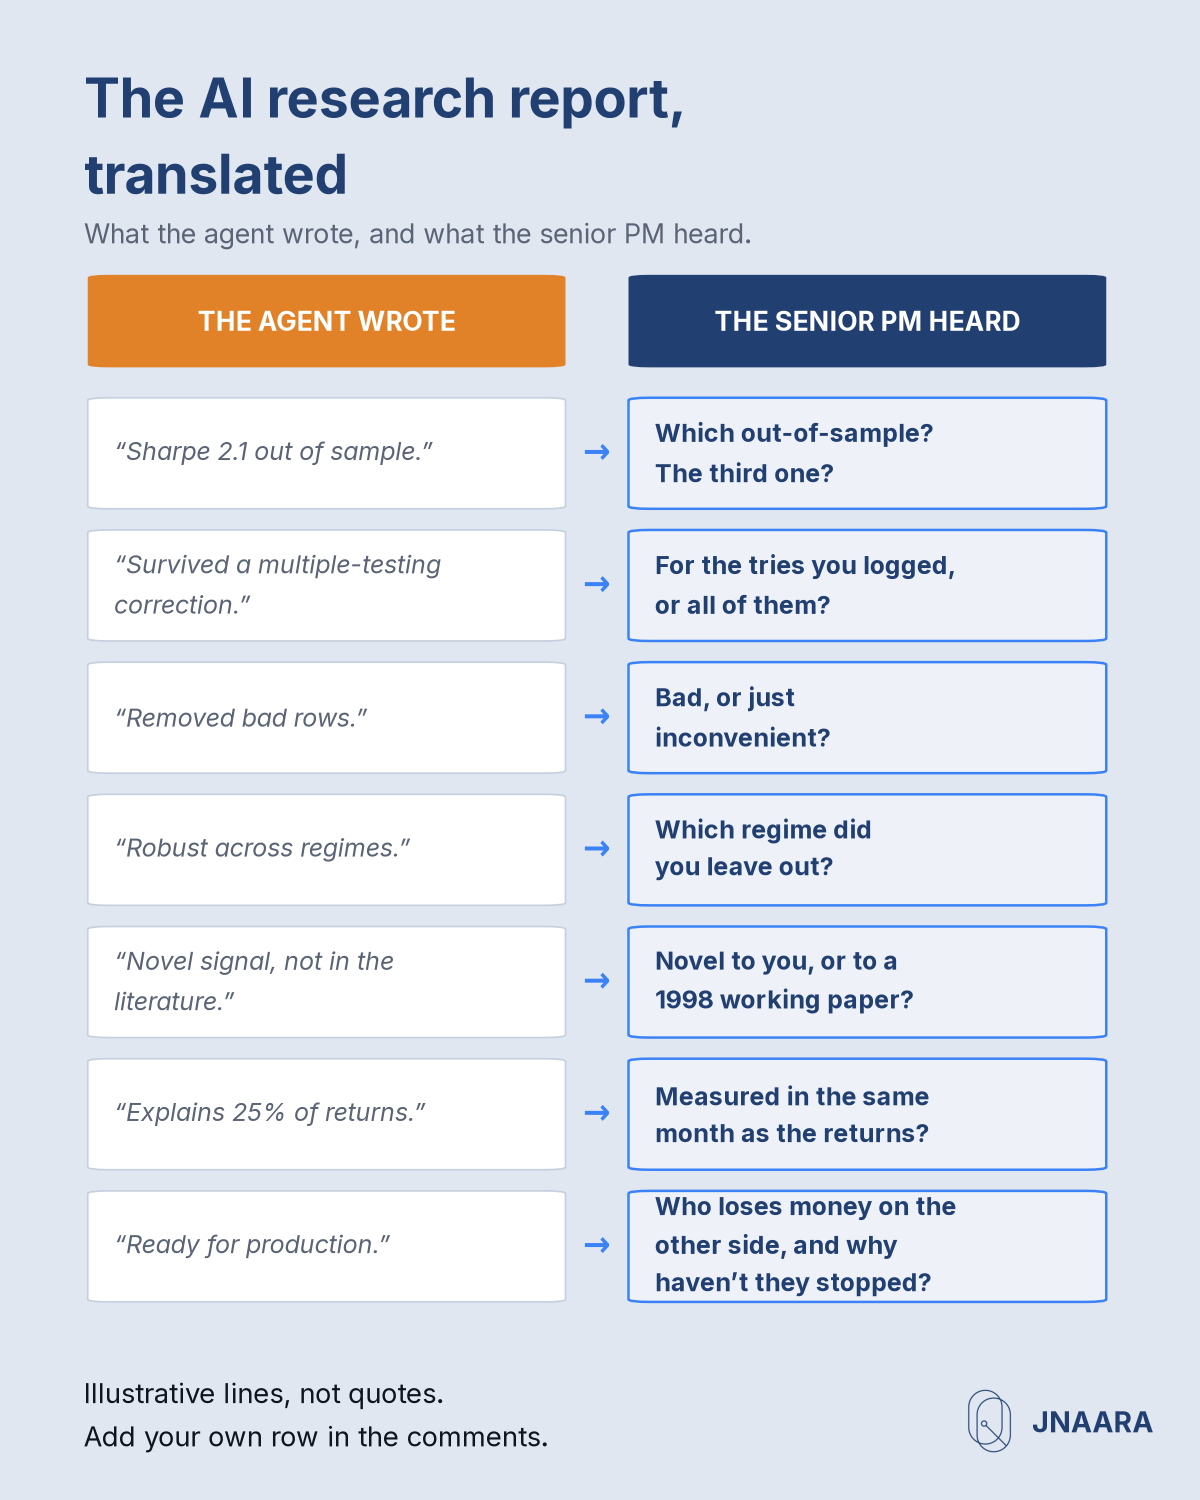 The AI research report,
translated
What the agent wrote, and what the senior PM heard.
THE AGENT WROTE
THE SENIOR PM HEARD
“Sharpe 2.1 out of sample.”
→
Which out-of-sample?
The third one?
“Survived a multiple-testing
correction.”
→
For the tries you logged,
or all of them?
“Removed bad rows.”
→
Bad, or just
inconvenient?
“Robust across regimes.”
→
Which regime did
you leave out?
“Novel signal, not in the
literature.”
→
Novel to you, or to a
1998 working paper?
“Explains 25% of returns.”
→
Measured in the same
month as the returns?
“Ready for production.”
→
Who loses money on the
other side, and why
haven’t they stopped?
Illustrative lines, not quotes.
Add your own row in the comments.
JNAARA